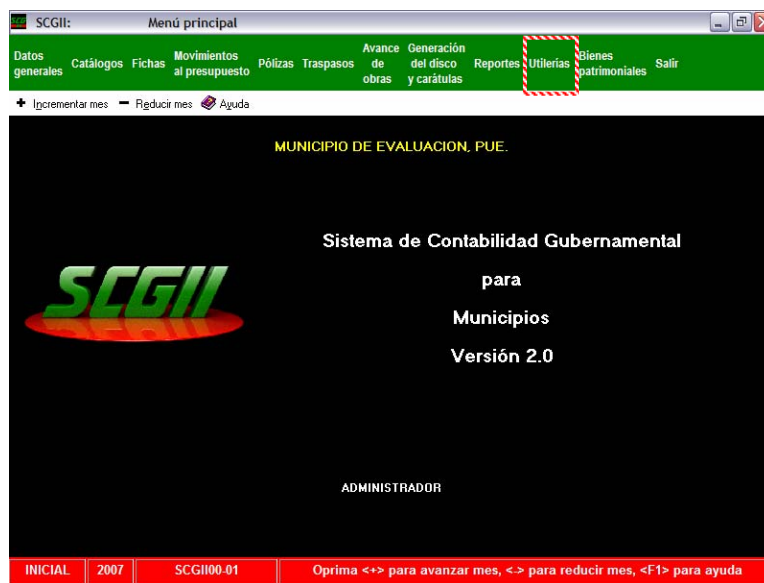 SCGII: Menú principal
Datos generales Catálogos Fichas Movimientos al presupuesto Pólizas Traspasos Avance de obras Generación del disco y carátulas Reportes Utilerías Bienes patrimoniales Salir
Incrementar mes Reducir mes Ayuda
MUNICIPIO DE EVALUACION, PUE.
Sistema de Contabilidad Gubernamental
para
Municipios
Versión 2.0
SCGII
ADMINISTRADOR
INICIAL 2007 SCGII00-01 Oprima <+> para avanzar mes, <-> para reducir mes, <F1> para ayuda